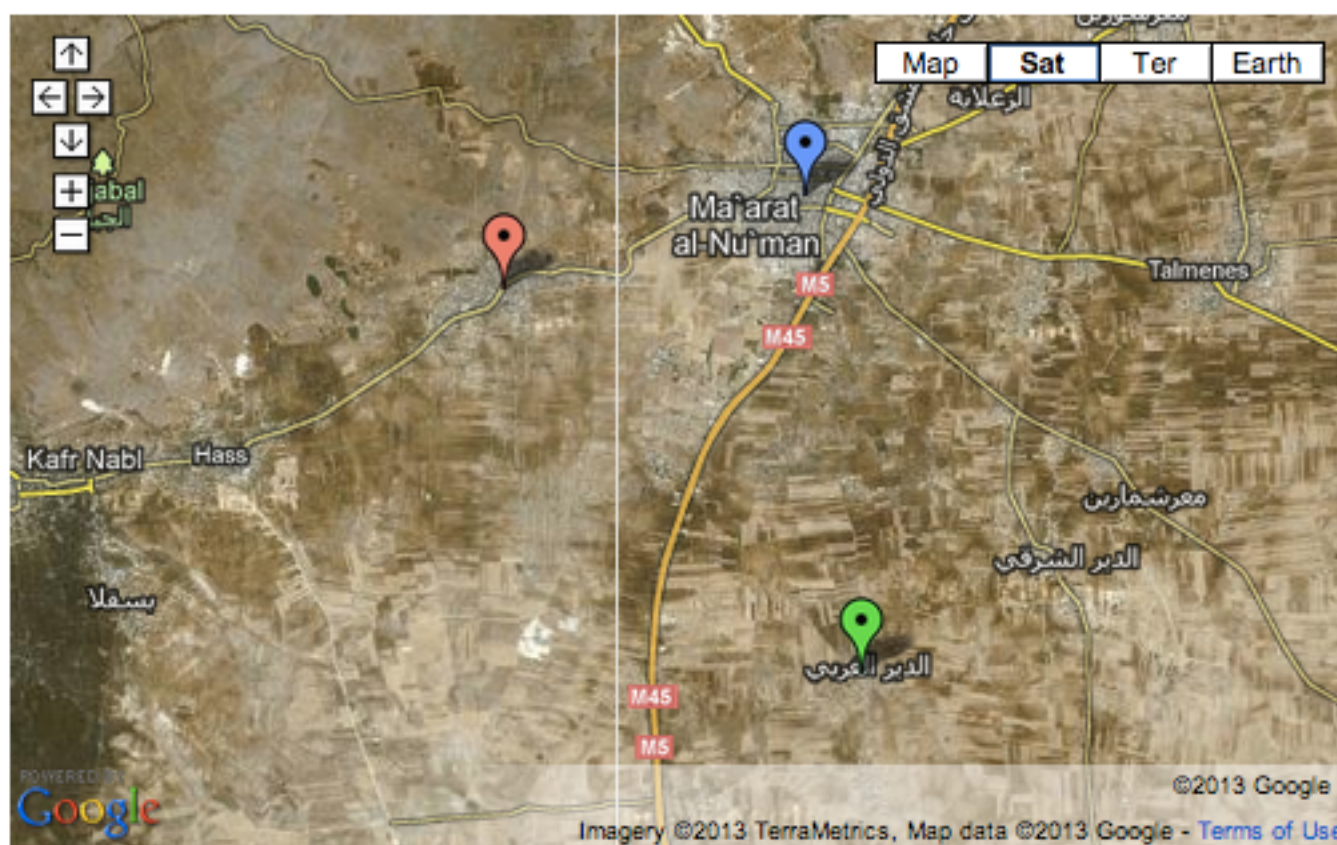 معرشورين
Map Sat Ter Earth
الزعلانة
Ma`arat
al-Nu`man
M5
Talmenes
M45
Kafr Nabl
Hass
معرشمارين
الدير الشرقي
بسقلا
الدير الغربي
M45
M5
POWERED BY
Google
©2013 Google
Imagery ©2013 TerraMetrics, Map data ©2013 Google - Terms of Use